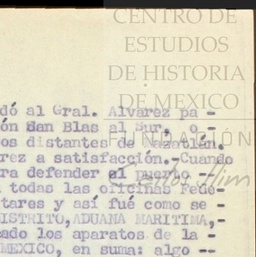 CENTRO DE
ESTUDIOS
DE HISTORIA
DE MEXICO
FUNDACIÓN
dó al Gral. Alvarez pa -
ón San Blas al Sur, o -
os distantes de Mazatlán.
rez a satisfacción. Cuando
ra defender el puerto
a todas las oficinas Fede
tares y así fué como se -
ISTRITO, ADUANA MARITIMA,-
ado los aparatos de la -
MEXICO, en suma: algo --